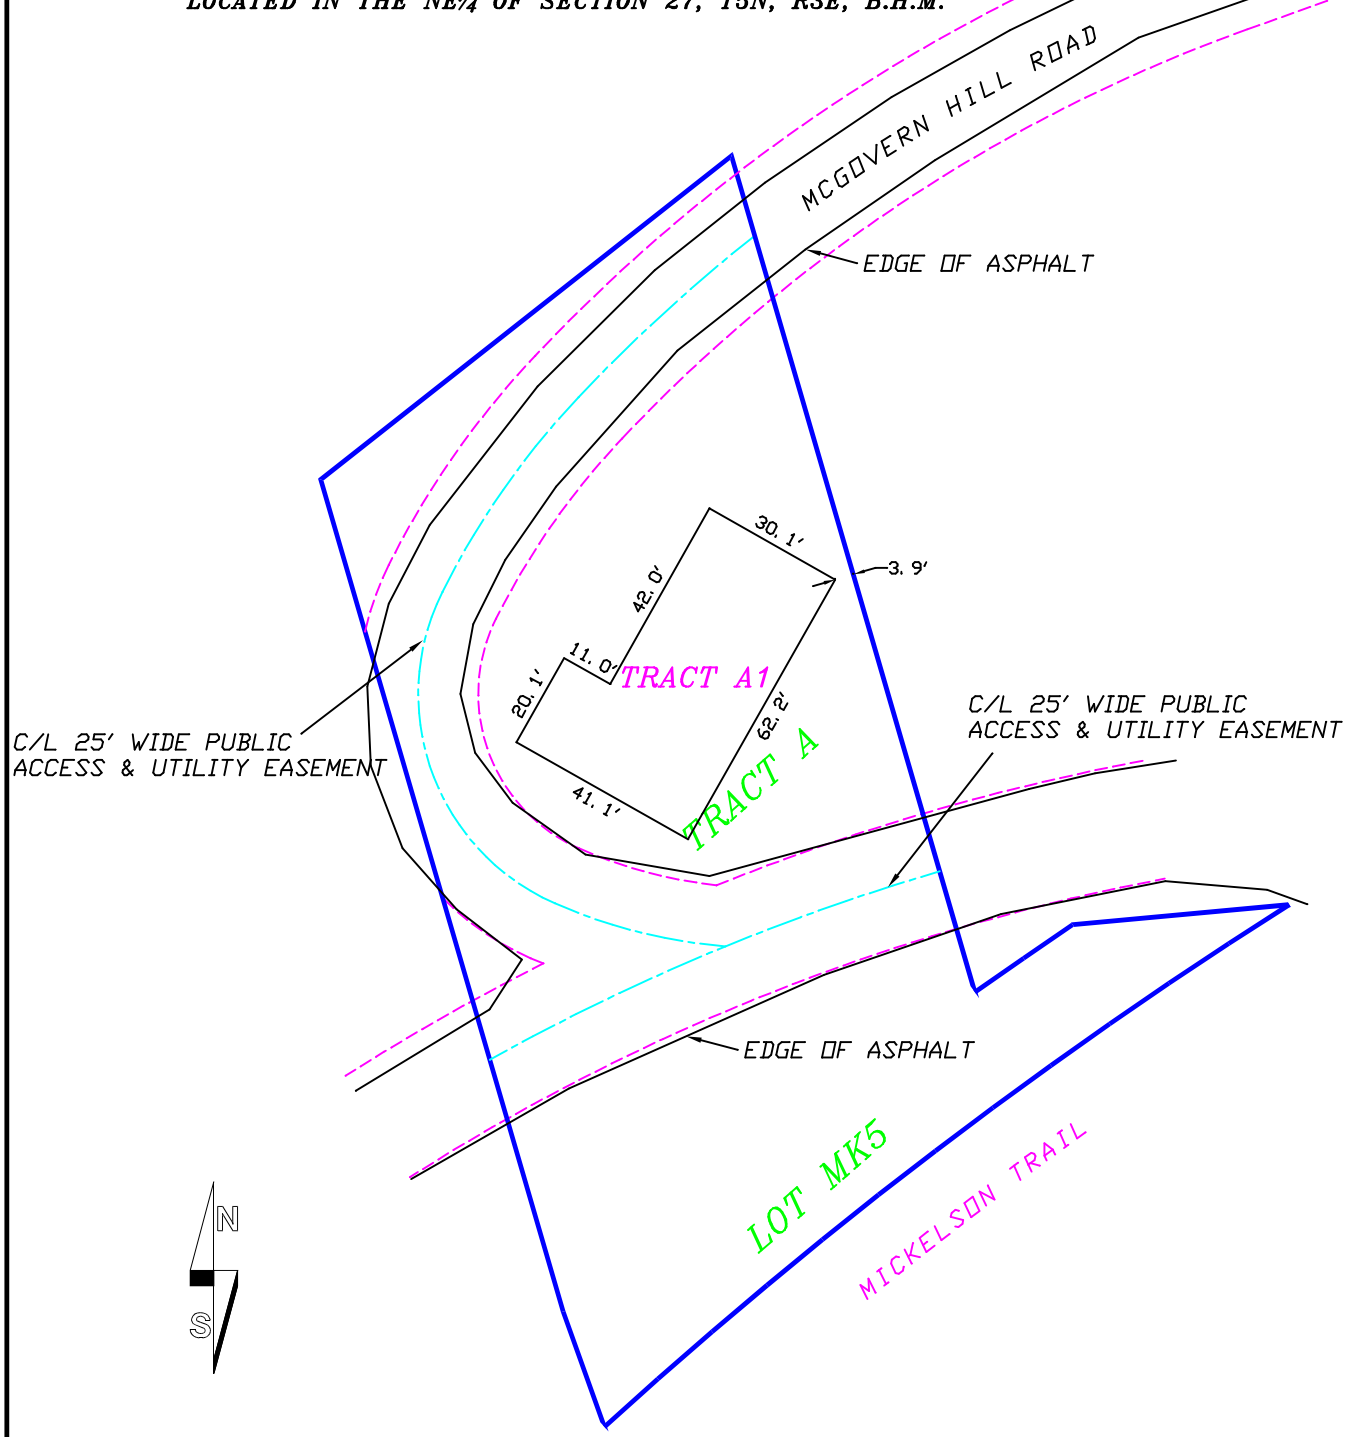 LOCATED IN THE NE¼ OF SECTION 27, T5N, R3E, B.H.M.
MCGOVERN HILL ROAD
EDGE OF ASPHALT
30.1'
3.9'
42.0'
11.0'
TRACT A1
20.1'
62.2'
TRACT A
41.1'
C/L 25' WIDE PUBLIC
ACCESS & UTILITY EASEMENT
C/L 25' WIDE PUBLIC
ACCESS & UTILITY EASEMENT
EDGE OF ASPHALT
LOT MK5
MICKELSON TRAIL
N
S